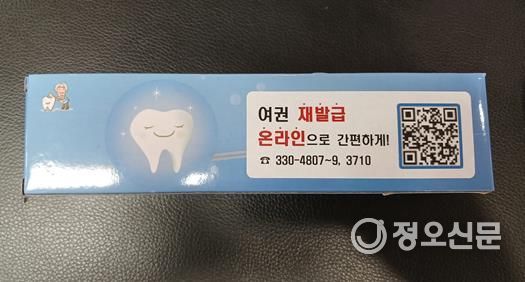 여권 재발급
온라인으로 간편하게!
☎ 330-4807~9, 3710
정오신문